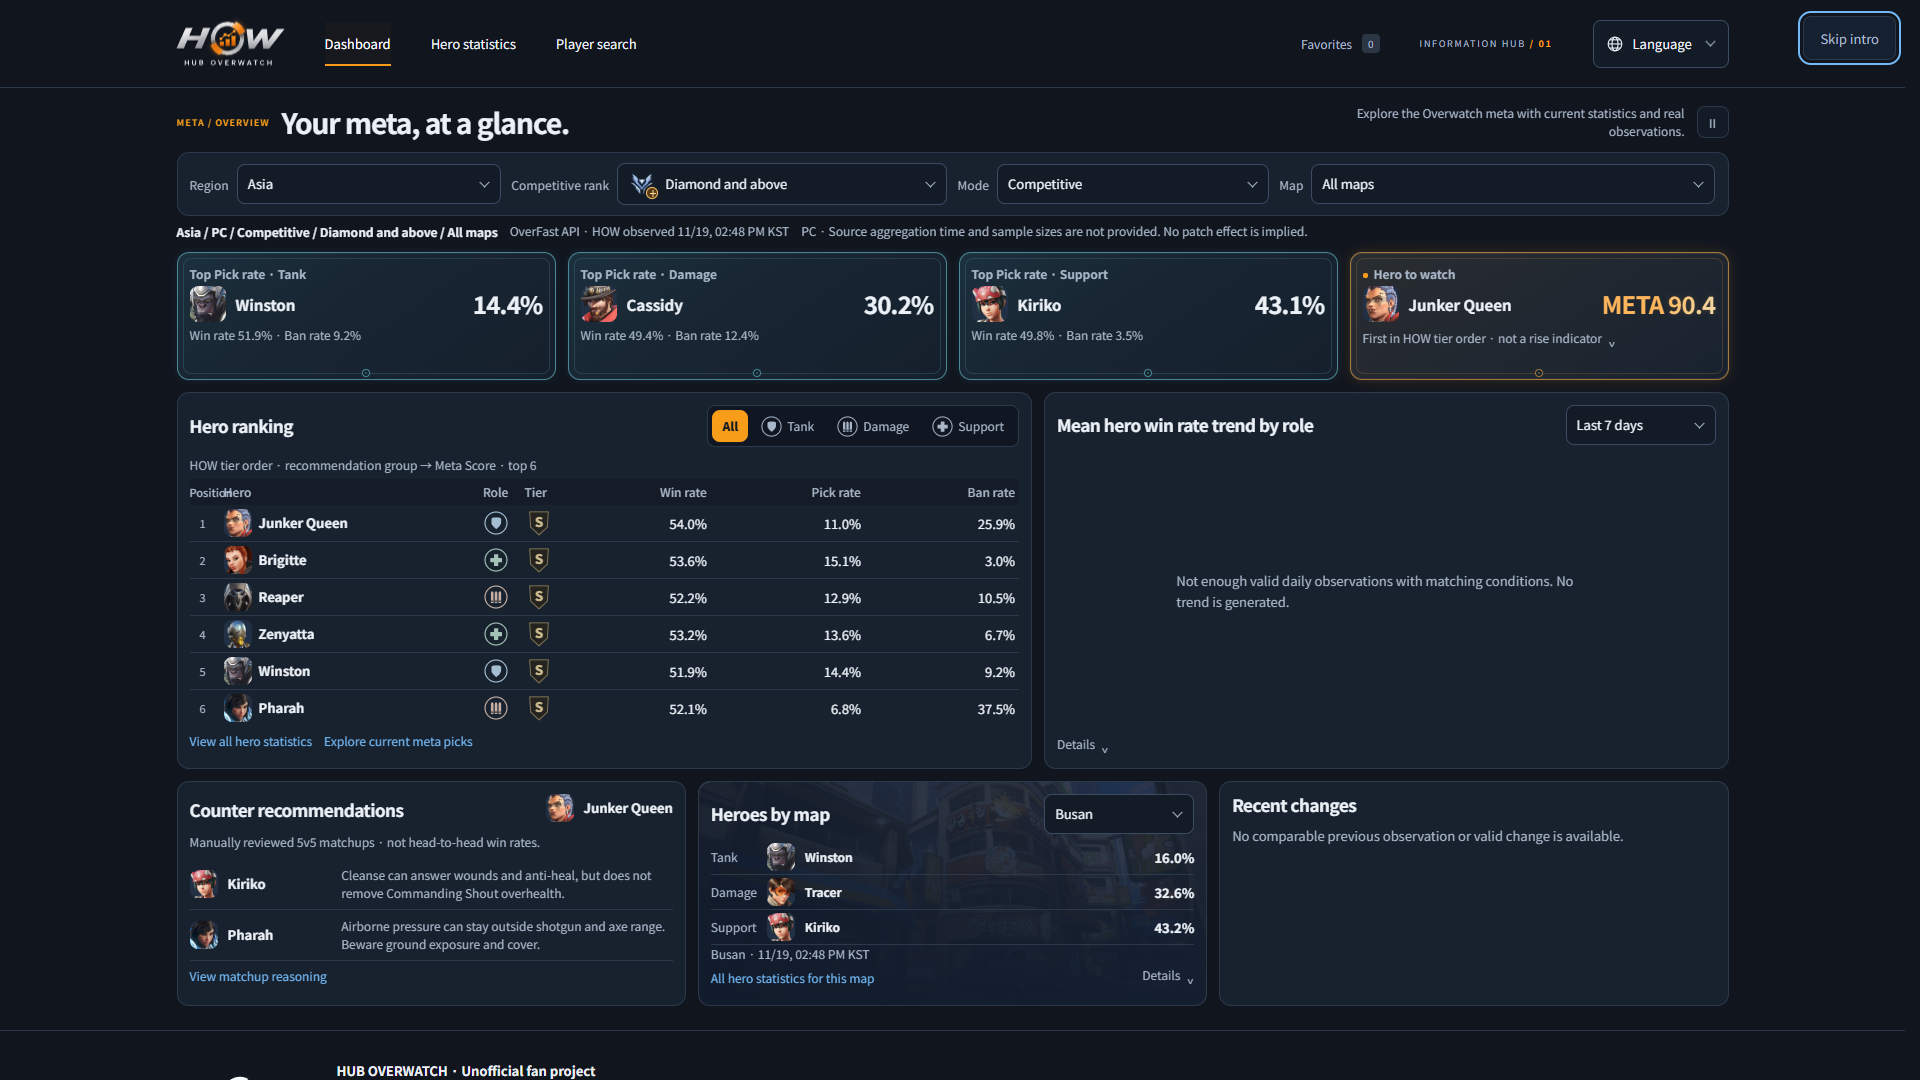 HOW
HUB OVERWATCH
Dashboard
Hero statistics
Player search
Favorites 0
INFORMATION HUB / 01
Language
Skip intro
META / OVERVIEW
Your meta, at a glance.
Explore the Overwatch meta with current statistics and real
observations.
Region
Asia
Competitive rank
Diamond and above
Mode
Competitive
Map
All maps
Asia / PC / Competitive / Diamond and above / All maps
OverFast API · HOW observed 11/19, 02:48 PM KST
PC · Source aggregation time and sample sizes are not provided. No patch effect is implied.
Top Pick rate · Tank
Winston
14.4%
Win rate 51.9% · Ban rate 9.2%
Top Pick rate · Damage
Cassidy
30.2%
Win rate 49.4% · Ban rate 12.4%
Top Pick rate · Support
Kiriko
43.1%
Win rate 49.8% · Ban rate 3.5%
Hero to watch
Junker Queen
META 90.4
First in HOW tier order · not a rise indicator
Hero ranking
All
Tank
Damage
Support
HOW tier order · recommendation group → Meta Score · top 6
Position Hero Role Tier Win rate Pick rate Ban rate
1 Junker Queen S 54.0% 11.0% 25.9%
2 Brigitte S 53.6% 15.1% 3.0%
3 Reaper S 52.2% 12.9% 10.5%
4 Zenyatta S 53.2% 13.6% 6.7%
5 Winston S 51.9% 14.4% 9.2%
6 Pharah S 52.1% 6.8% 37.5%
View all hero statistics
Explore current meta picks
Mean hero win rate trend by role
Last 7 days
Not enough valid daily observations with matching conditions. No
trend is generated.
Details
Counter recommendations
Junker Queen
Manually reviewed 5v5 matchups · not head-to-head win rates.
Kiriko
Cleanse can answer wounds and anti-heal, but does not
remove Commanding Shout overhealth.
Pharah
Airborne pressure can stay outside shotgun and axe range.
Beware ground exposure and cover.
View matchup reasoning
Heroes by map
Busan
Tank Winston 16.0%
Damage Tracer 32.6%
Support Kiriko 43.2%
Busan · 11/19, 02:48 PM KST
All hero statistics for this map
Details
Recent changes
No comparable previous observation or valid change is available.
HUB OVERWATCH · Unofficial fan project